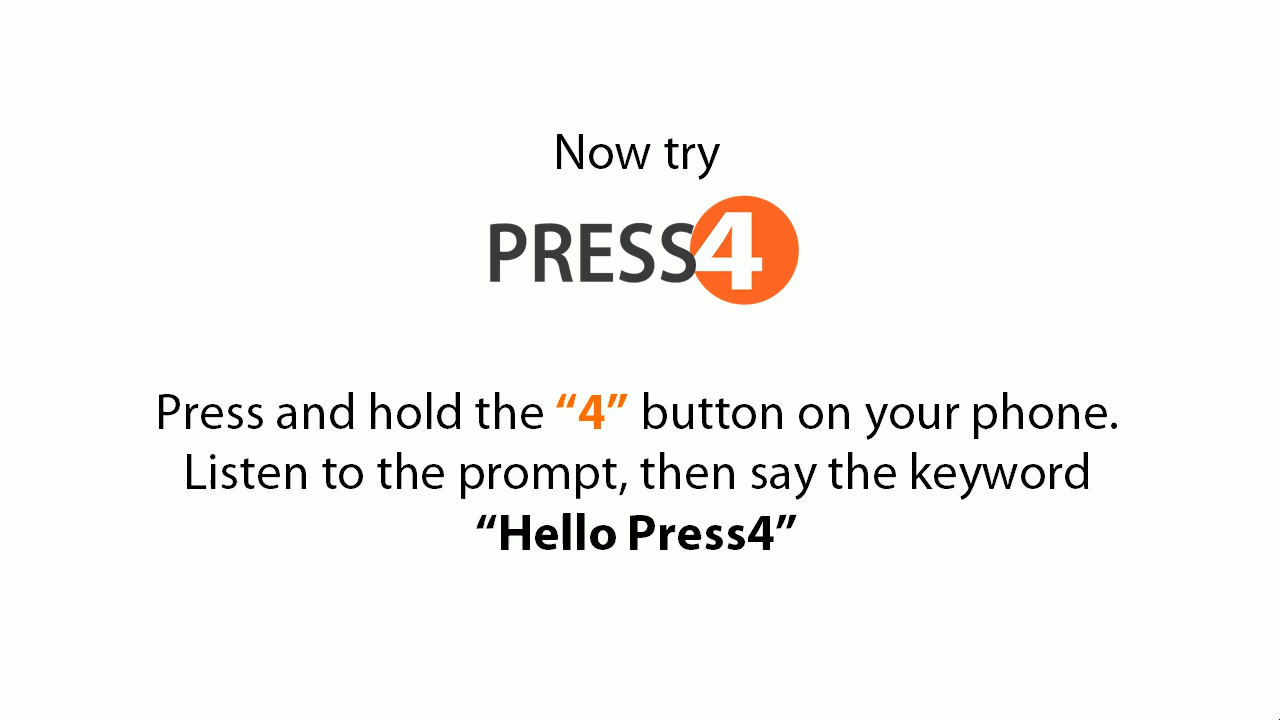 Now try
PRESS4
Press and hold the “4” button on your phone.
Listen to the prompt, then say the keyword
“Hello Press4”